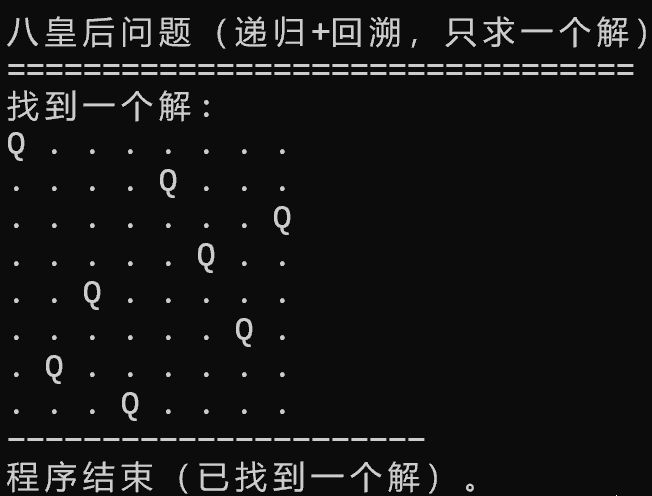 八皇后问题（递归+回溯，只求一个解）
=================================
找到一个解：
Q . . . . . . .
. . . . Q . . .
. . . . . . . Q
. . . . . Q . .
. . Q . . . . .
. . . . . . Q .
. Q . . . . . .
. . . Q . . . .
----------------------
程序结束（已找到一个解）。